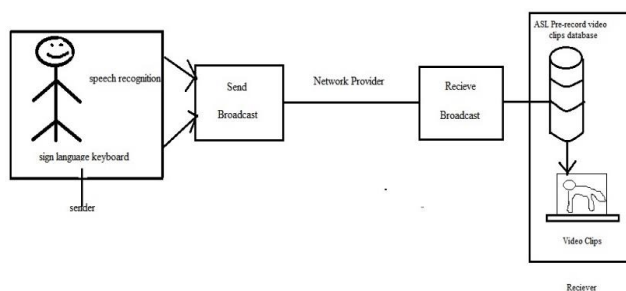 speech recognition
sign language keyboard
sender
Send
Broadcast
Network Provider
Recieve
Broadcast
ASL Pre-record video
clips database
Video Clips
Reciever